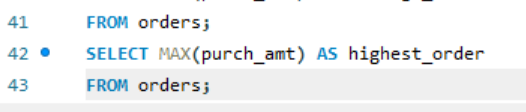 41 FROM orders;
42 SELECT MAX(purch_amt) AS highest_order
43 FROM orders;